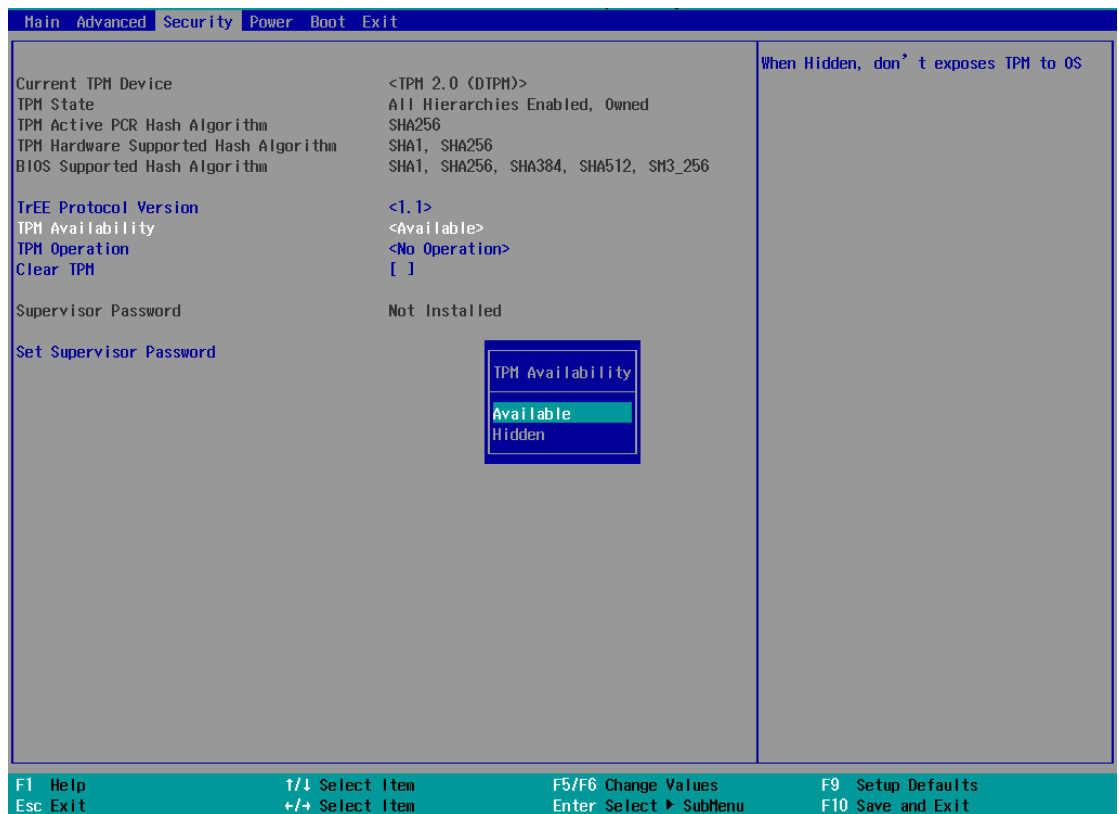 Main Advanced Security Power Boot Exit
When Hidden, don’t exposes TPM to OS
Current TPM Device <TPM 2.0 (DTPM)>
TPM State All Hierarchies Enabled, Owned
TPM Active PCR Hash Algorithm SHA256
TPM Hardware Supported Hash Algorithm SHA1, SHA256
BIOS Supported Hash Algorithm SHA1, SHA256, SHA384, SHA512, SM3_256
TrEE Protocol Version <1.1>
TPM Availability <Available>
TPM Operation <No Operation>
Clear TPM [ ]
Supervisor Password Not Installed
Set Supervisor Password
TPM Availability
Available
Hidden
F1 Help ↑/↓ Select Item F5/F6 Change Values F9 Setup Defaults
Esc Exit ←/→ Select Item Enter Select ▶ SubMenu F10 Save and Exit